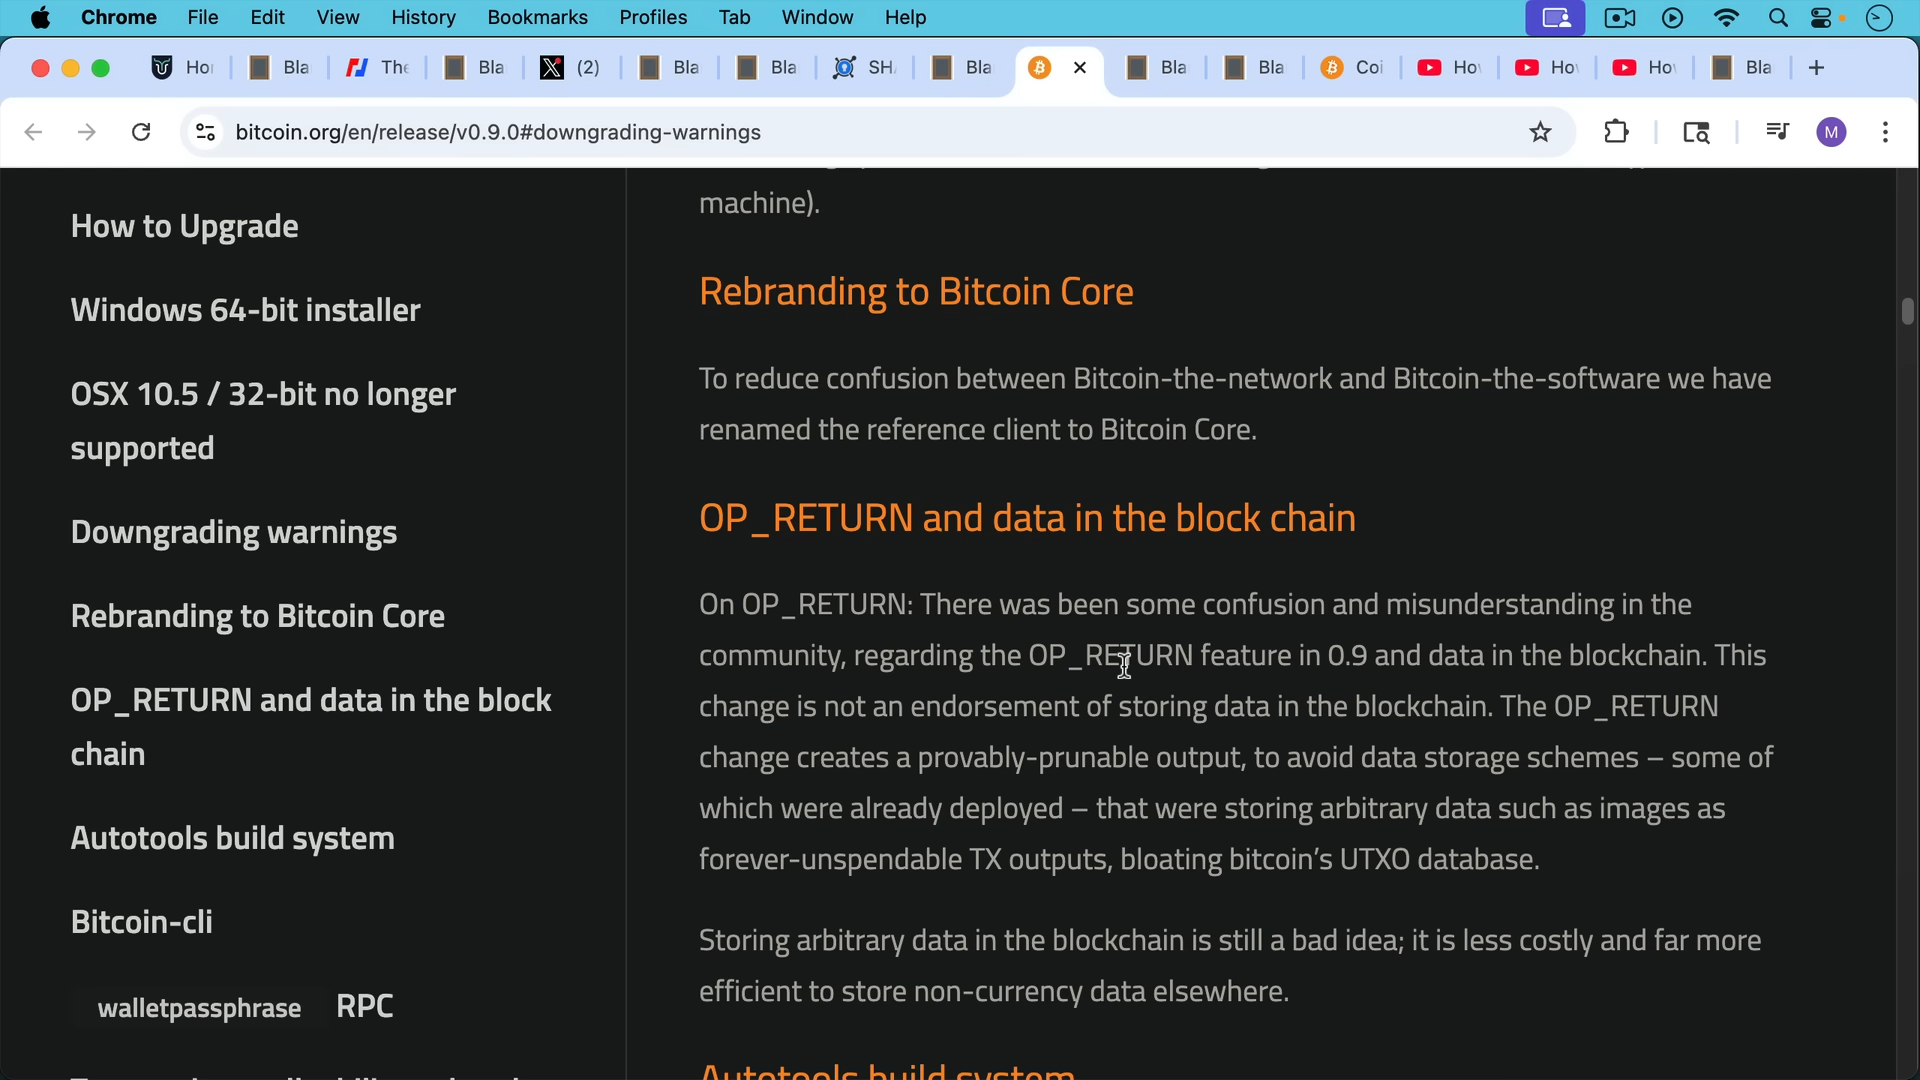 Chrome File Edit View History Bookmarks Profiles Tab Window Help
Ho Bla The Bla (2) Bla Bla SH Bla Bla Bla Coi Ho Ho Ho Bla
bitcoin.org/en/release/v0.9.0#downgrading-warnings
M
How to Upgrade
Windows 64-bit installer
OSX 10.5 / 32-bit no longer
supported
Downgrading warnings
Rebranding to Bitcoin Core
OP_RETURN and data in the block
chain
Autotools build system
Bitcoin-cli
walletpassphrase RPC
machine).
Rebranding to Bitcoin Core
To reduce confusion between Bitcoin-the-network and Bitcoin-the-software we have
renamed the reference client to Bitcoin Core.
OP_RETURN and data in the block chain
On OP_RETURN: There was been some confusion and misunderstanding in the
community, regarding the OP_RETURN feature in 0.9 and data in the blockchain. This
change is not an endorsement of storing data in the blockchain. The OP_RETURN
change creates a provably-prunable output, to avoid data storage schemes – some of
which were already deployed – that were storing arbitrary data such as images as
forever-unspendable TX outputs, bloating bitcoin's UTXO database.
Storing arbitrary data in the blockchain is still a bad idea; it is less costly and far more
efficient to store non-currency data elsewhere.
Autotools build system